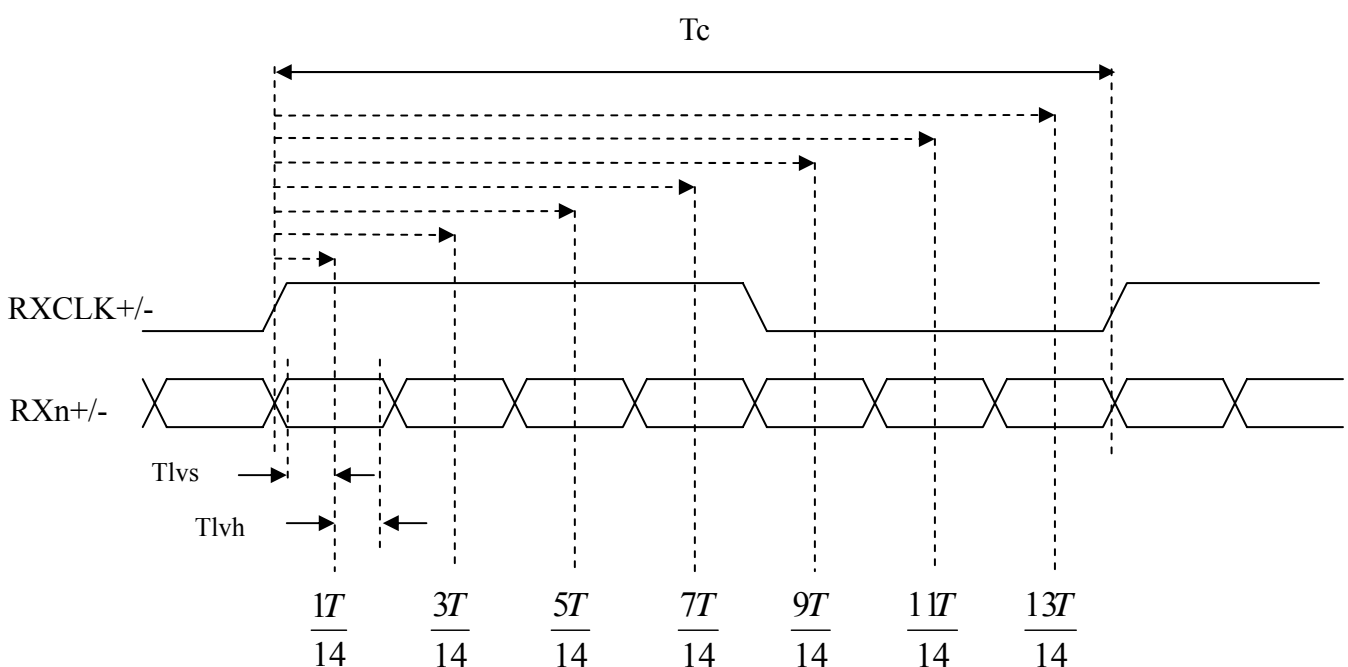 Tc
RXCLK+/-
RXn+/-
Tlvs
Tlvh
1T 3T 5T 7T 9T 11T 13T
14 14 14 14 14 14 14